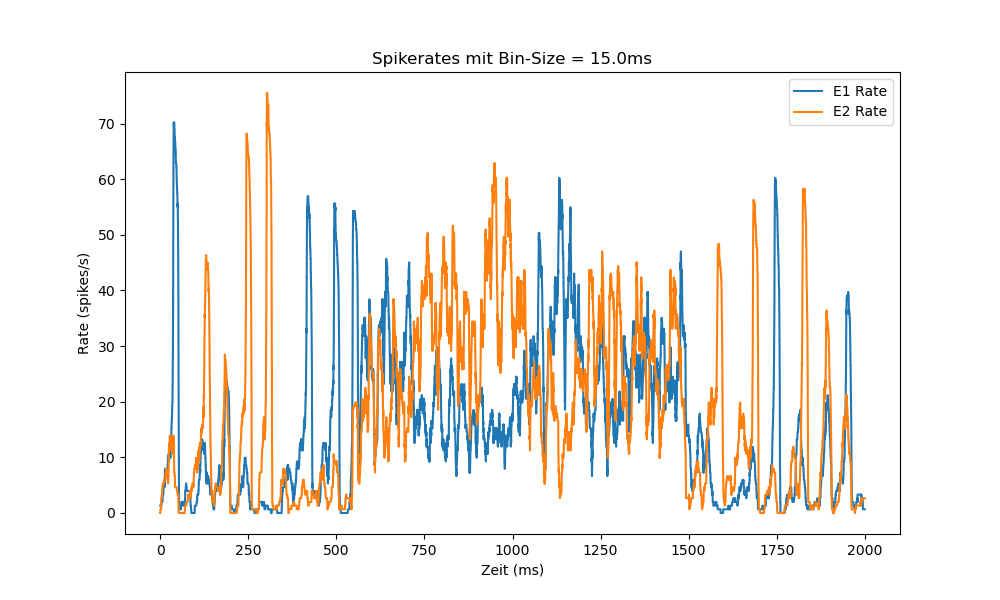 Spikerates mit Bin-Size = 15.0ms
E1 Rate
E2 Rate
Rate (spikes/s)
70
60
50
40
30
20
10
0
0 250 500 750 1000 1250 1500 1750 2000
Zeit (ms)